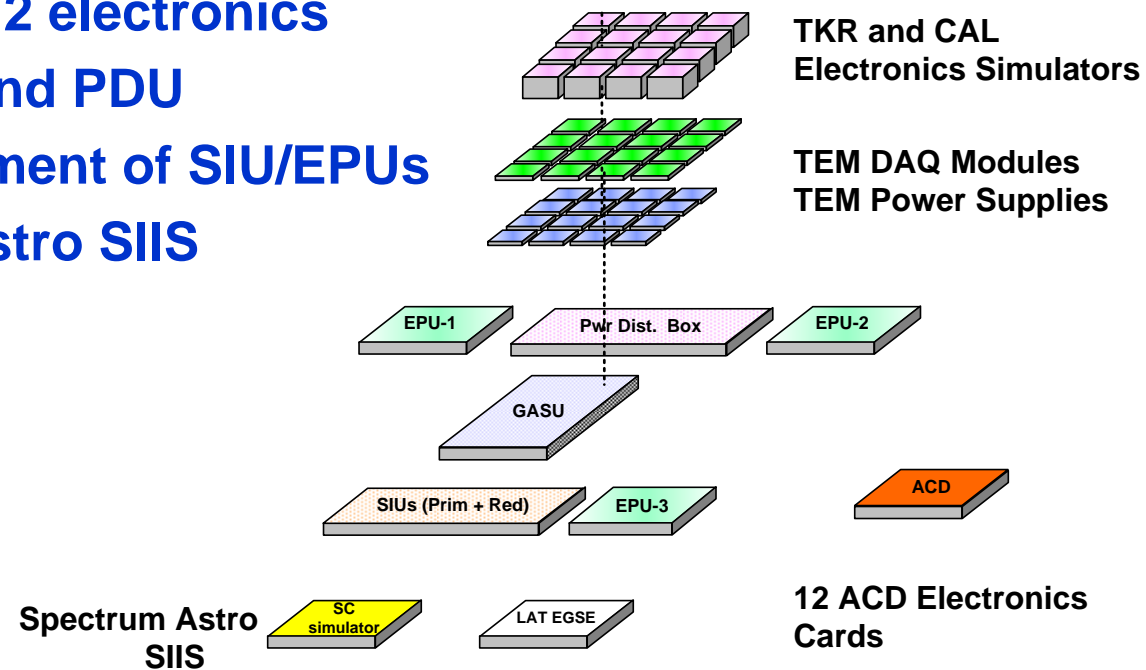 2 electronics
nd PDU
ment of SIU/EPUs
stro SIIS
TKR and CAL
Electronics Simulators
TEM DAQ Modules
TEM Power Supplies
EPU-1
Pwr Dist. Box
EPU-2
GASU
SIUs (Prim + Red)
EPU-3
ACD
Spectrum Astro
SIIS
SC
simulator
LAT EGSE
12 ACD Electronics
Cards